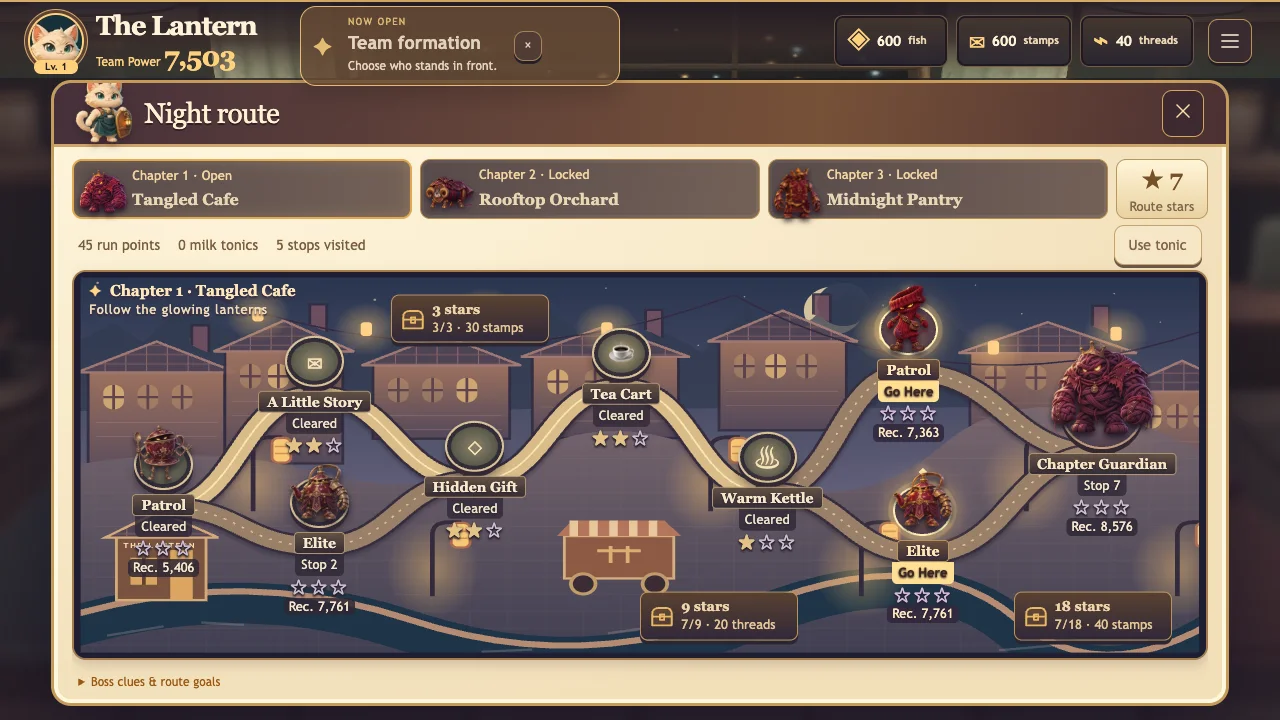 The Lantern
Team Power 7,503
Lv. 1
NOW OPEN
Team formation
Choose who stands in front.
×
600 fish
600 stamps
40 threads
Night route
Chapter 1 · Open
Tangled Cafe
Chapter 2 · Locked
Rooftop Orchard
Chapter 3 · Locked
Midnight Pantry
★ 7
Route stars
45 run points 0 milk tonics 5 stops visited
Use tonic
Chapter 1 · Tangled Cafe
Follow the glowing lanterns
3 stars
3/3 · 30 stamps
A Little Story
Cleared
Tea Cart
Cleared
Patrol
Go Here
Rec. 7,363
Patrol
Cleared
Rec. 5,406
Hidden Gift
Cleared
Warm Kettle
Cleared
Chapter Guardian
Stop 7
Rec. 8,576
Elite
Stop 2
Rec. 7,761
Elite
Go Here
Rec. 7,761
9 stars
7/9 · 20 threads
18 stars
7/18 · 40 stamps
Boss clues & route goals